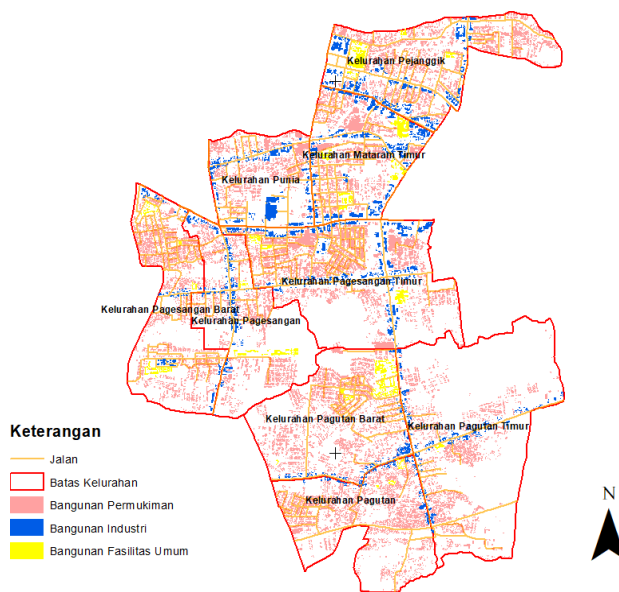 Kelurahan Pejanggik
Kelurahan Mataram Timur
Kelurahan Punia
Kelurahan Pagesangan Timur
Kelurahan Pagesangan Barat
Kelurahan Pagesangan
Kelurahan Pagutan Barat
Kelurahan Pagutan Timur
Kelurahan Pagutan
Keterangan
Jalan
Batas Kelurahan
Bangunan Permukiman
Bangunan Industri
Bangunan Fasilitas Umum
N